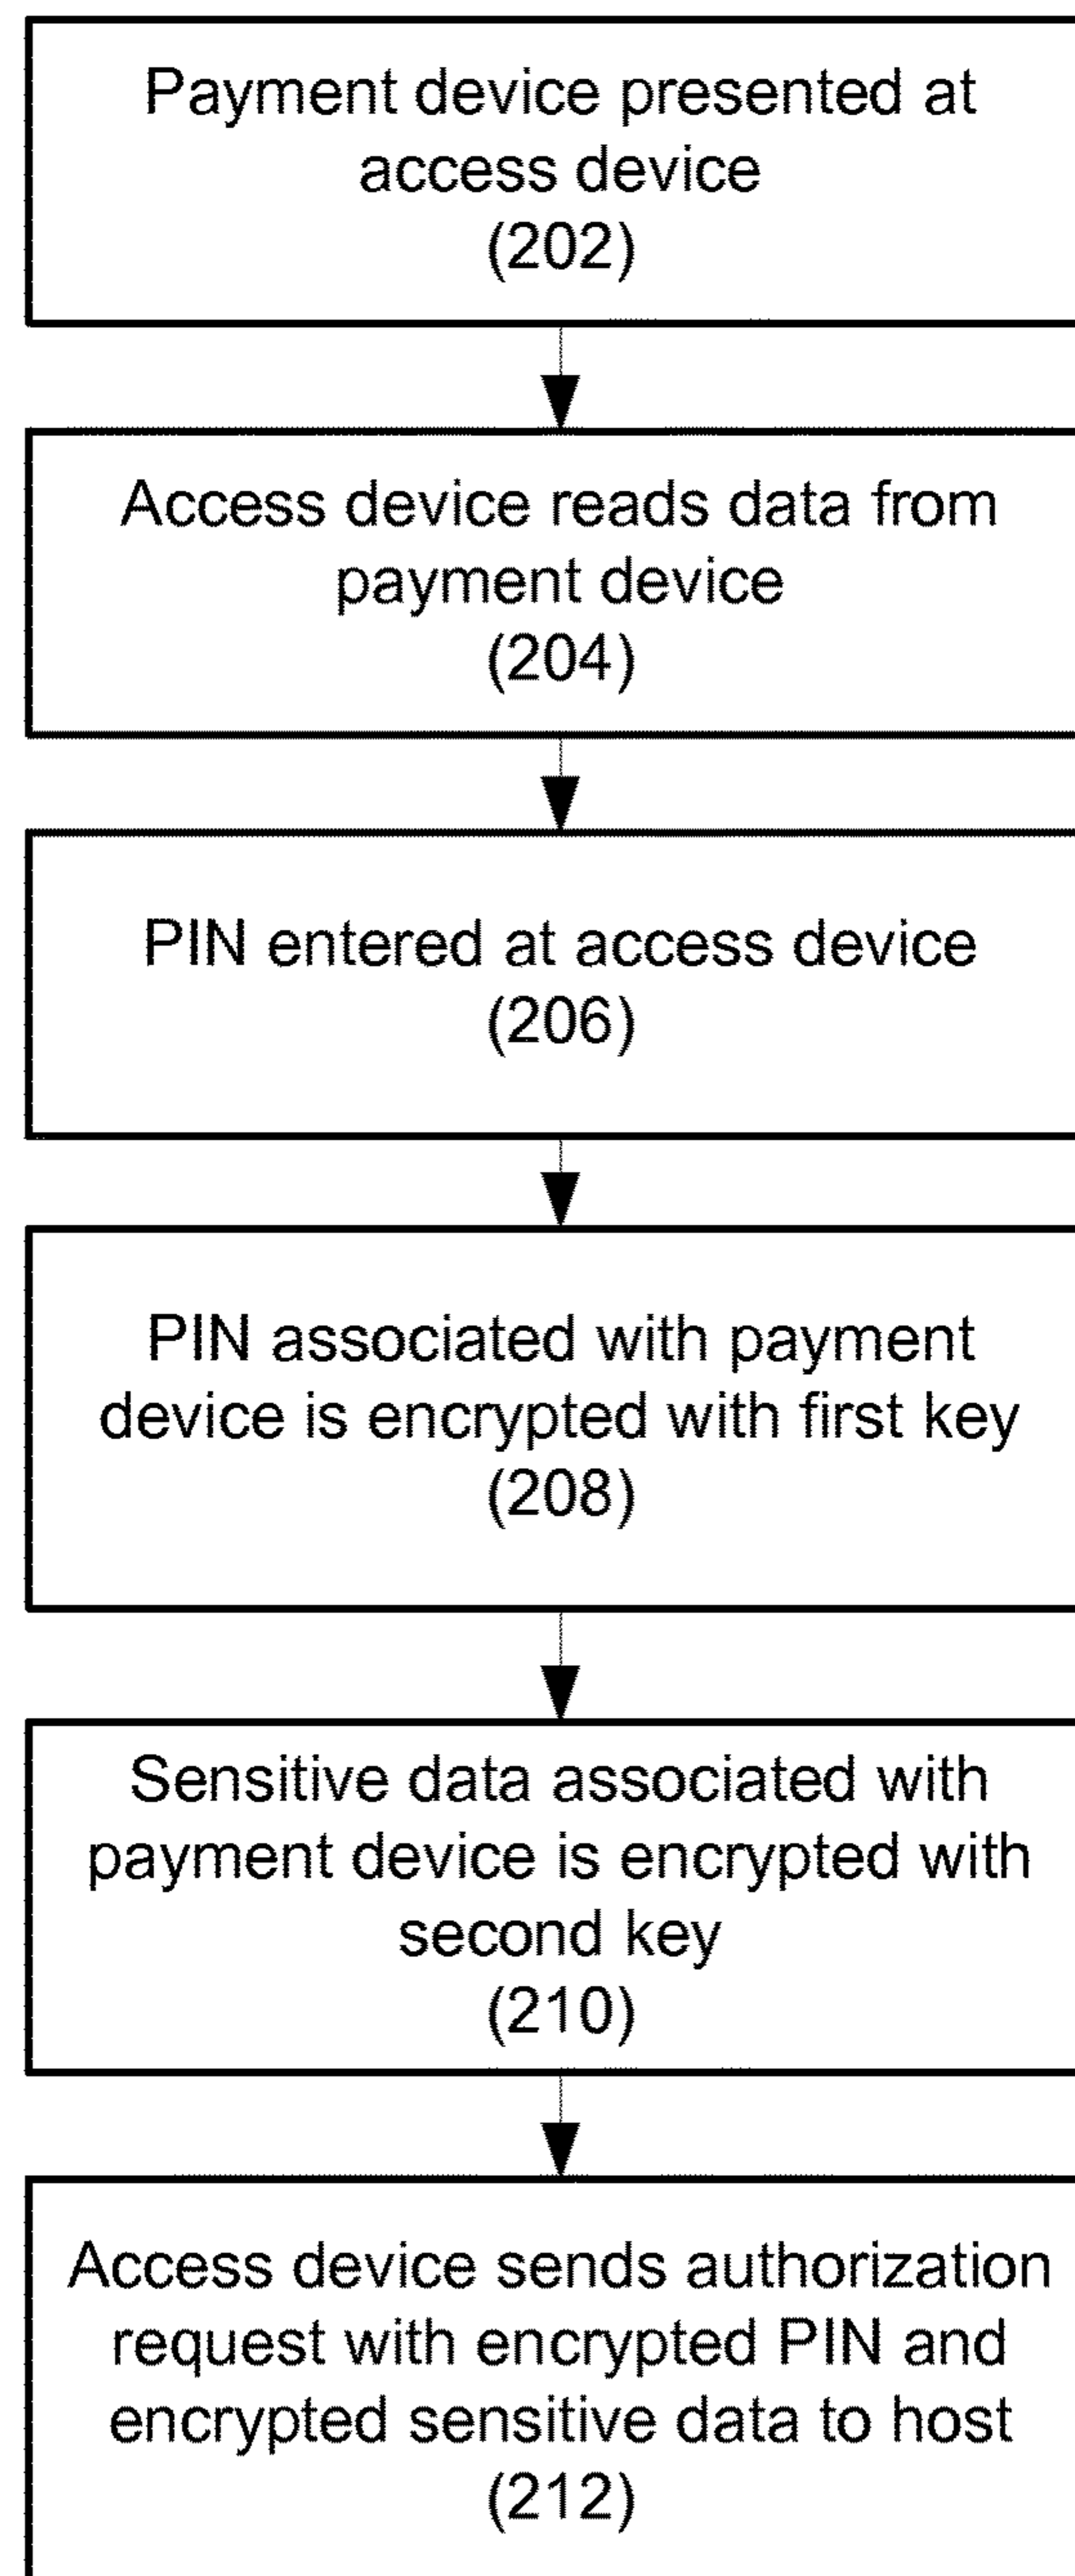 Payment device presented at
access device
(202)
Access device reads data from
payment device
(204)
PIN entered at access device
(206)
PIN associated with payment
device is encrypted with first key
(208)
Sensitive data associated with
payment device is encrypted with
second key
(210)
Access device sends authorization
request with encrypted PIN and
encrypted sensitive data to host
(212)